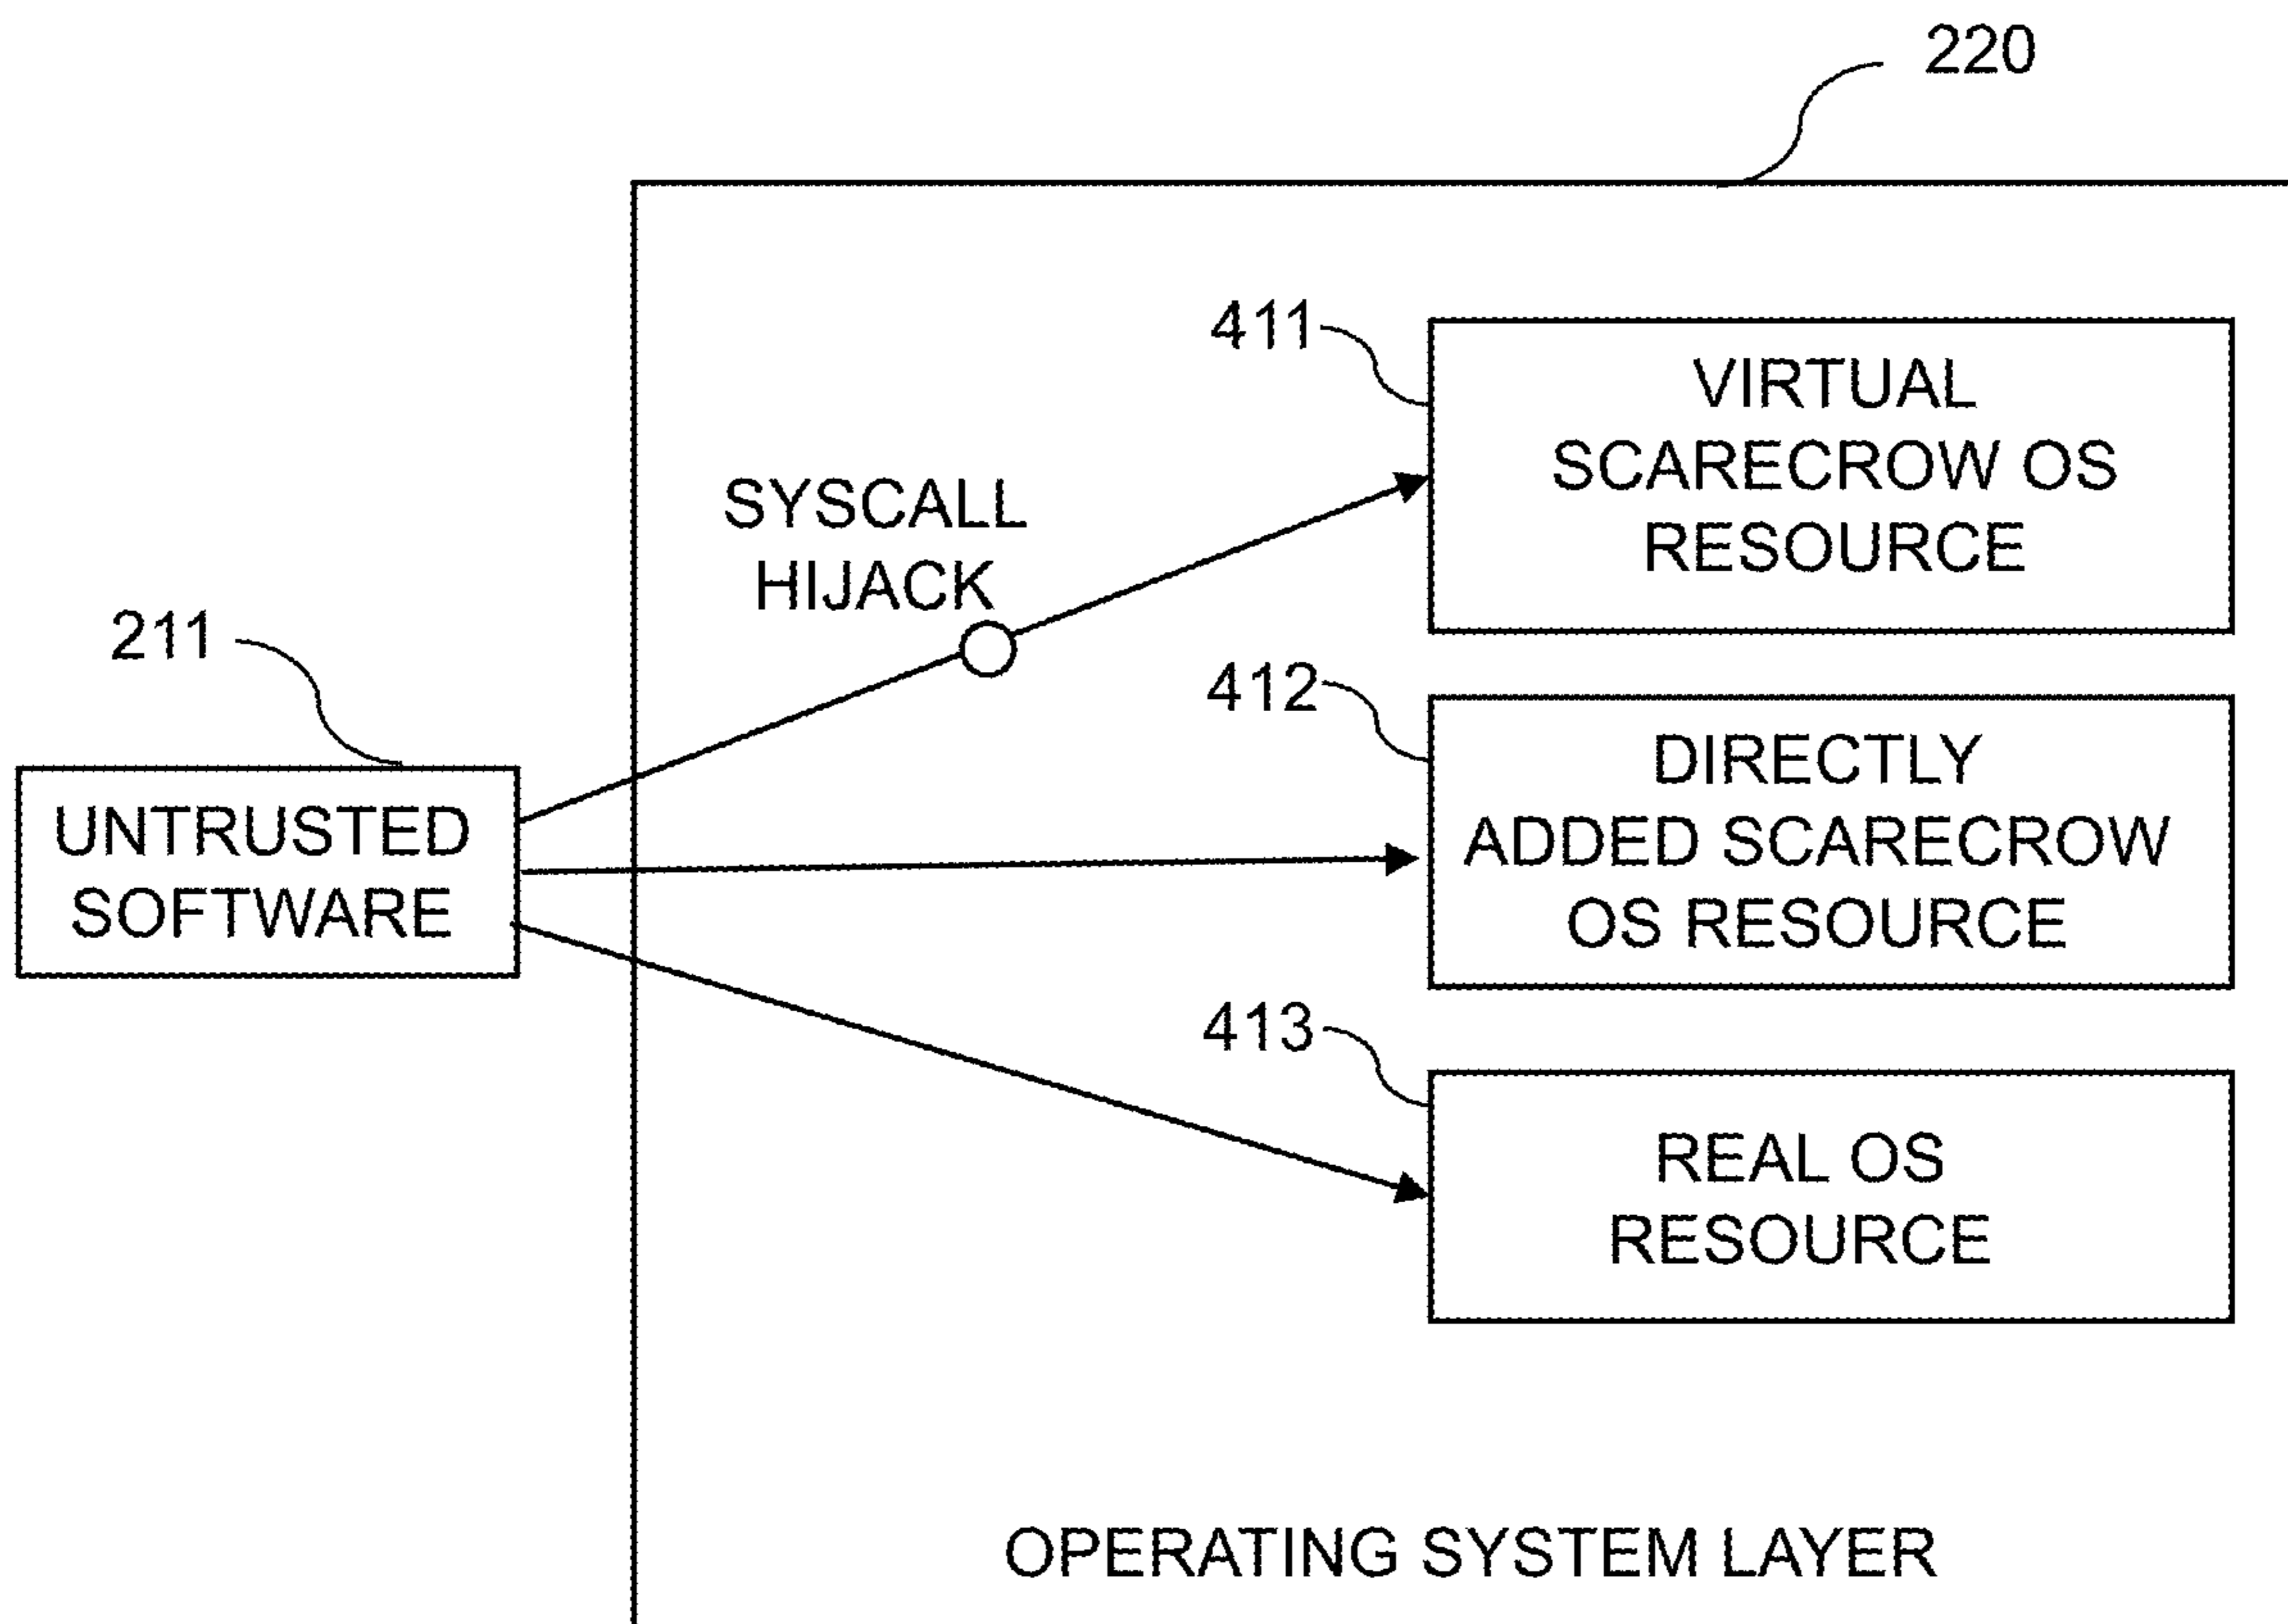 220
411
VIRTUAL
SCARECROW OS
RESOURCE
SYSCALL
HIJACK
211
412
DIRECTLY
ADDED SCARECROW
OS RESOURCE
UNTRUSTED
SOFTWARE
413
REAL OS
RESOURCE
OPERATING SYSTEM LAYER